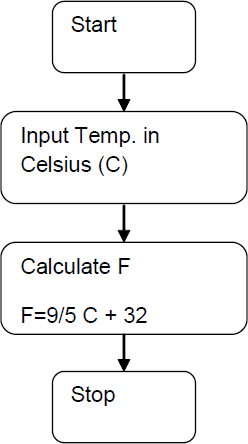 Start
Input Temp. in
Celsius (C)
Calculate F
F=9/5 C + 32
Stop